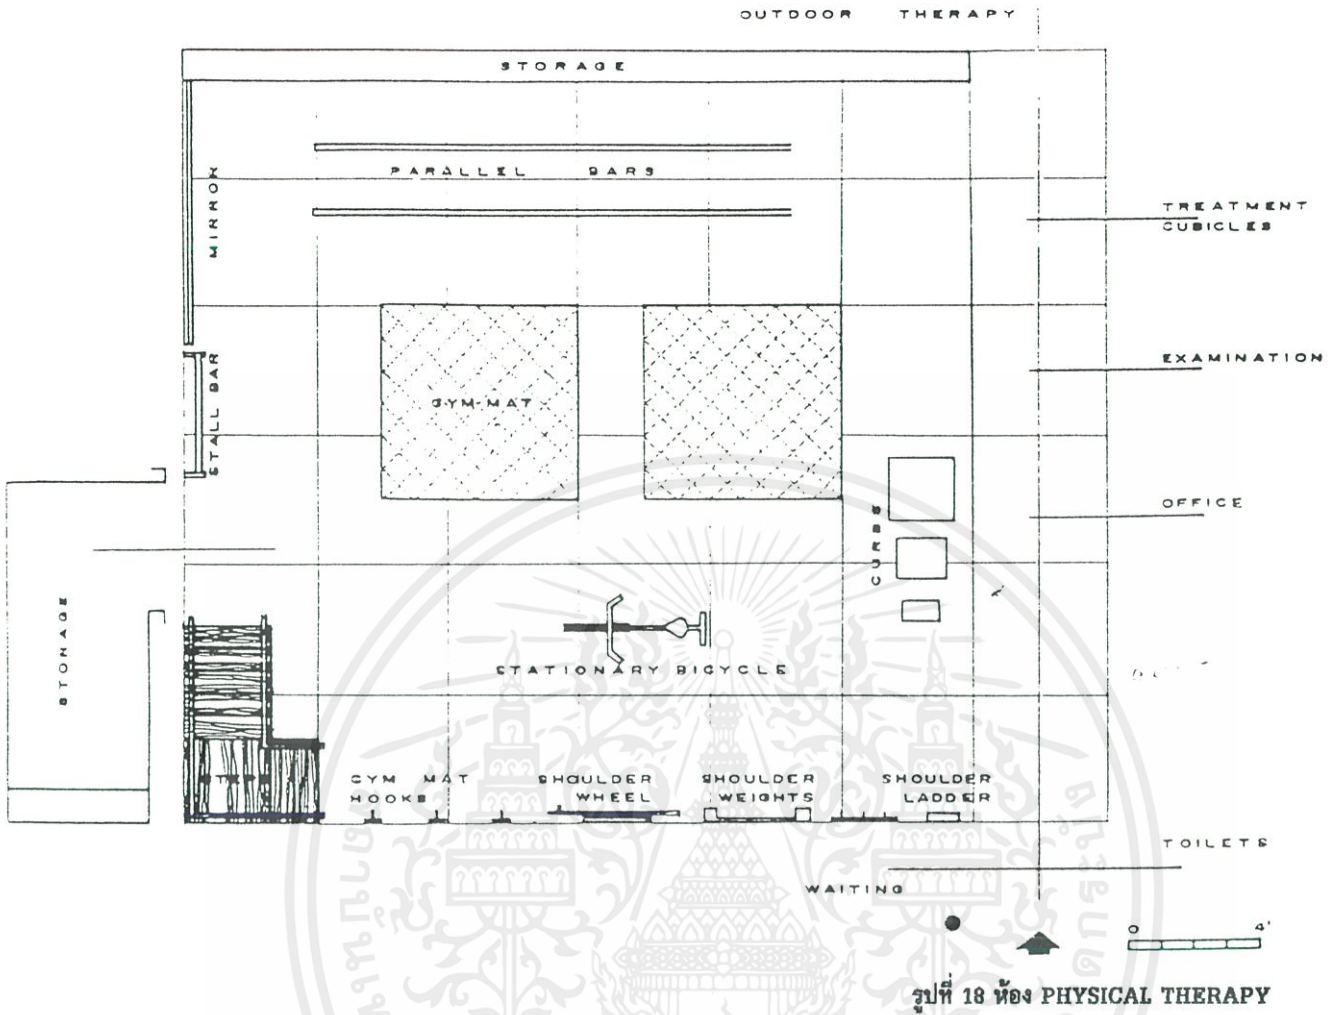 OUTDOOR THERAPY
STORAGE
PARALLEL BARS
MIRROR
TREATMENT
CUBICLES
STALL BAR
GYM-MAT
EXAMINATION
OFFICE
CURBS
STORAGE
STATIONARY BICYCLE
STEPS
GYM MAT
HOOKS
SHOULDER
WHEEL
SHOULDER
WEIGHTS
SHOULDER
LADDER
TOILETS
WAITING
0 4'
รูปที่ 18 ห้อง PHYSICAL THERAPY